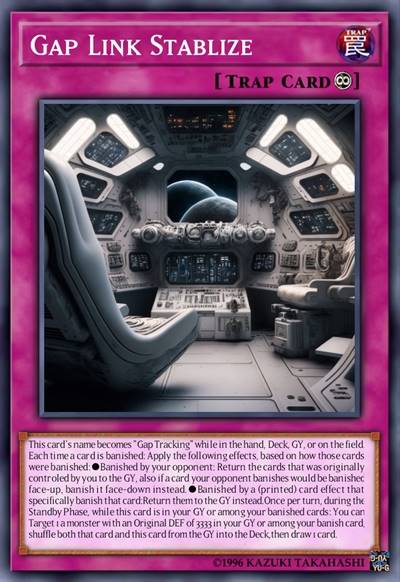 GAP LINK STABLIZE
TRAP
罠
[TRAP CARD♾]
This card's name becomes "Gap Tracking" while in the hand, Deck, GY, or on the field.
Each time a card is banished: Apply the following effects, based on how those cards
were banished: ●Banished by your opponent: Return the cards that was originally
controled by you to the GY, also if a card your opponent banishes would be banished
face-up, banish it face-down instead. ●Banished by a (printed) card effect that
specifically banish that card:Return them to the GY instead.Once per turn, during the
Standby Phase, while this card is in your GY or among your banished cards: You can
Target 1 a monster with an Original DEF of 3333 in your GY or among your banish card,
shuffle both that card and this card from the GY into the Deck,then draw 1 card.
©1996 KAZUKI TAKAHASHI